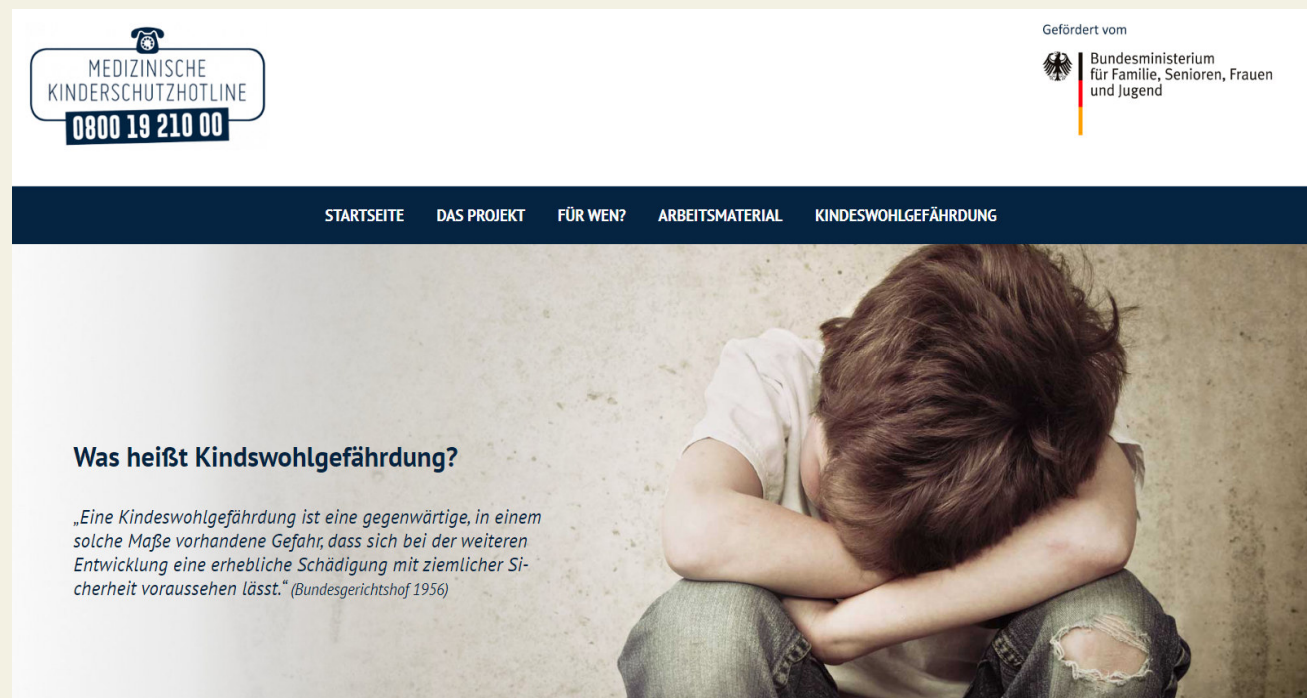 MEDIZINISCHE
KINDERSCHUTZHOTLINE
0800 19 210 00
Gefördert vom
Bundesministerium
für Familie, Senioren, Frauen
und Jugend
STARTSEITE DAS PROJEKT FÜR WEN? ARBEITSMATERIAL KINDESWOHLGEFÄHRDUNG
Was heißt Kindswohlgefährdung?
„Eine Kindeswohlgefährdung ist eine gegenwärtige, in einem
solche Maße vorhandene Gefahr, dass sich bei der weiteren
Entwicklung eine erhebliche Schädigung mit ziemlicher Si-
cherheit voraussehen lässt.“ (Bundesgerichtshof 1956)